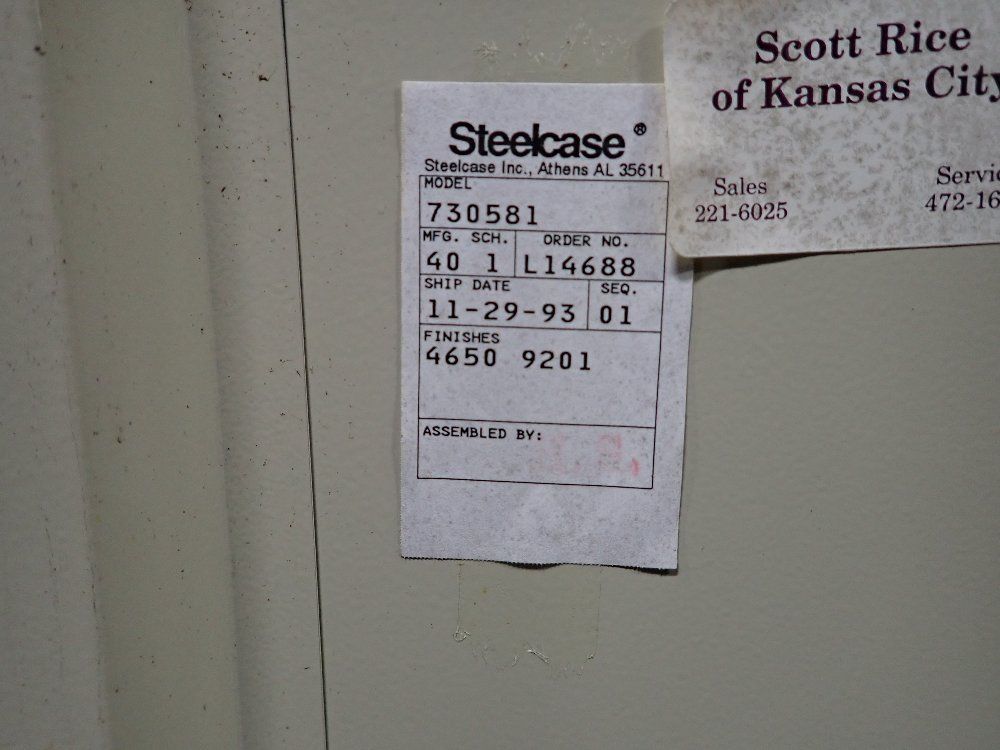 Steelcase®
Steelcase Inc., Athens AL 35611
MODEL
730581
MFG. SCH. ORDER NO.
40 1 L14688
SHIP DATE SEQ.
11-29-93 01
FINISHES
4650 9201
ASSEMBLED BY:
Scott Rice
of Kansas City
Sales
221-6025